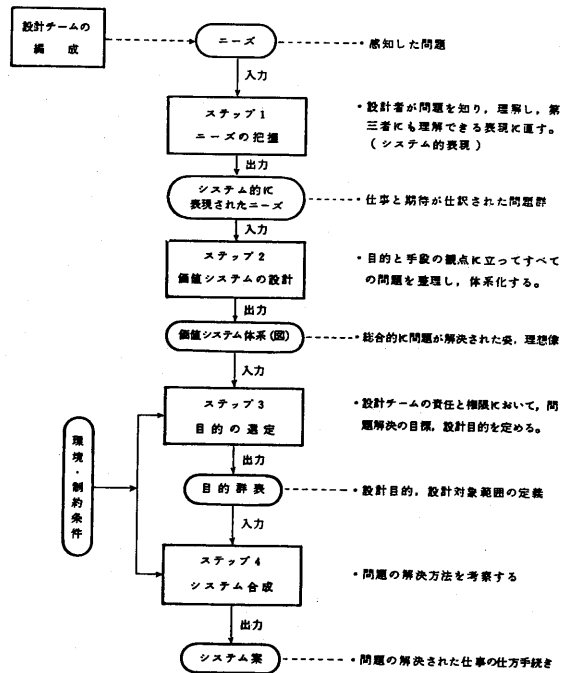 設計チームの
編成
ニーズ
・感知した問題
入力
ステップ1
ニーズの把握
・設計者が問題を知り，理解し，第
三者にも理解できる表現に直す。
（システム的表現）
出力
システム的に
表現されたニーズ
・仕事と期待が仕訳された問題群
入力
ステップ2
価値システムの設計
・目的と手段の観点に立ってすべて
の問題を整理し，体系化する。
出力
価値システム体系(図)
・総合的に問題が解決された姿，理想像
入力
ステップ3
目的の選定
・設計チームの責任と権限において，問
題解決の目標，設計目的を定める。
出力
環境・制約条件
目的群表
・設計目的，設計対象範囲の定義
入力
ステップ4
システム合成
・問題の解決方法を考察する
出力
システム案
・問題の解決された仕事の仕方手続き